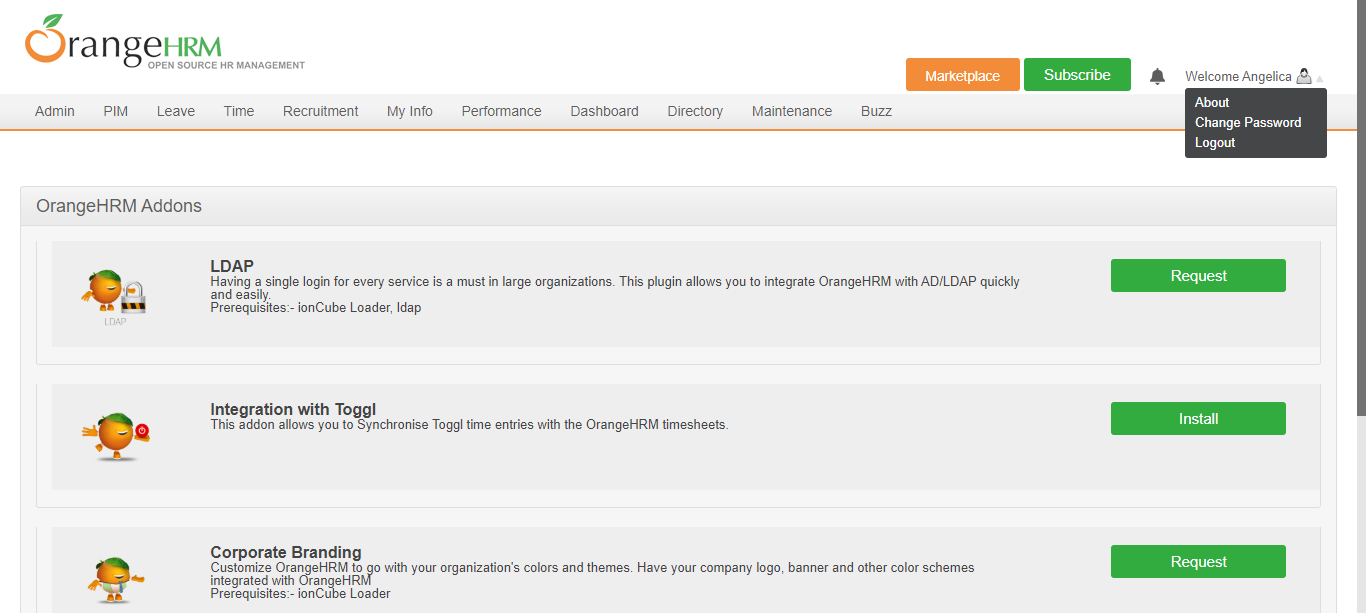 OrangeHRM
OPEN SOURCE HR MANAGEMENT
Marketplace Subscribe Welcome Angelica
Admin PIM Leave Time Recruitment My Info Performance Dashboard Directory Maintenance Buzz
About
Change Password
Logout
OrangeHRM Addons
LDAP
Having a single login for every service is a must in large organizations. This plugin allows you to integrate OrangeHRM with AD/LDAP quickly
and easily.
Prerequisites:- ionCube Loader, ldap
Request
LDAP
Integration with Toggl
This addon allows you to Synchronise Toggl time entries with the OrangeHRM timesheets.
Install
Corporate Branding
Customize OrangeHRM to go with your organization's colors and themes. Have your company logo, banner and other color schemes
integrated with OrangeHRM
Prerequisites:- ionCube Loader
Request